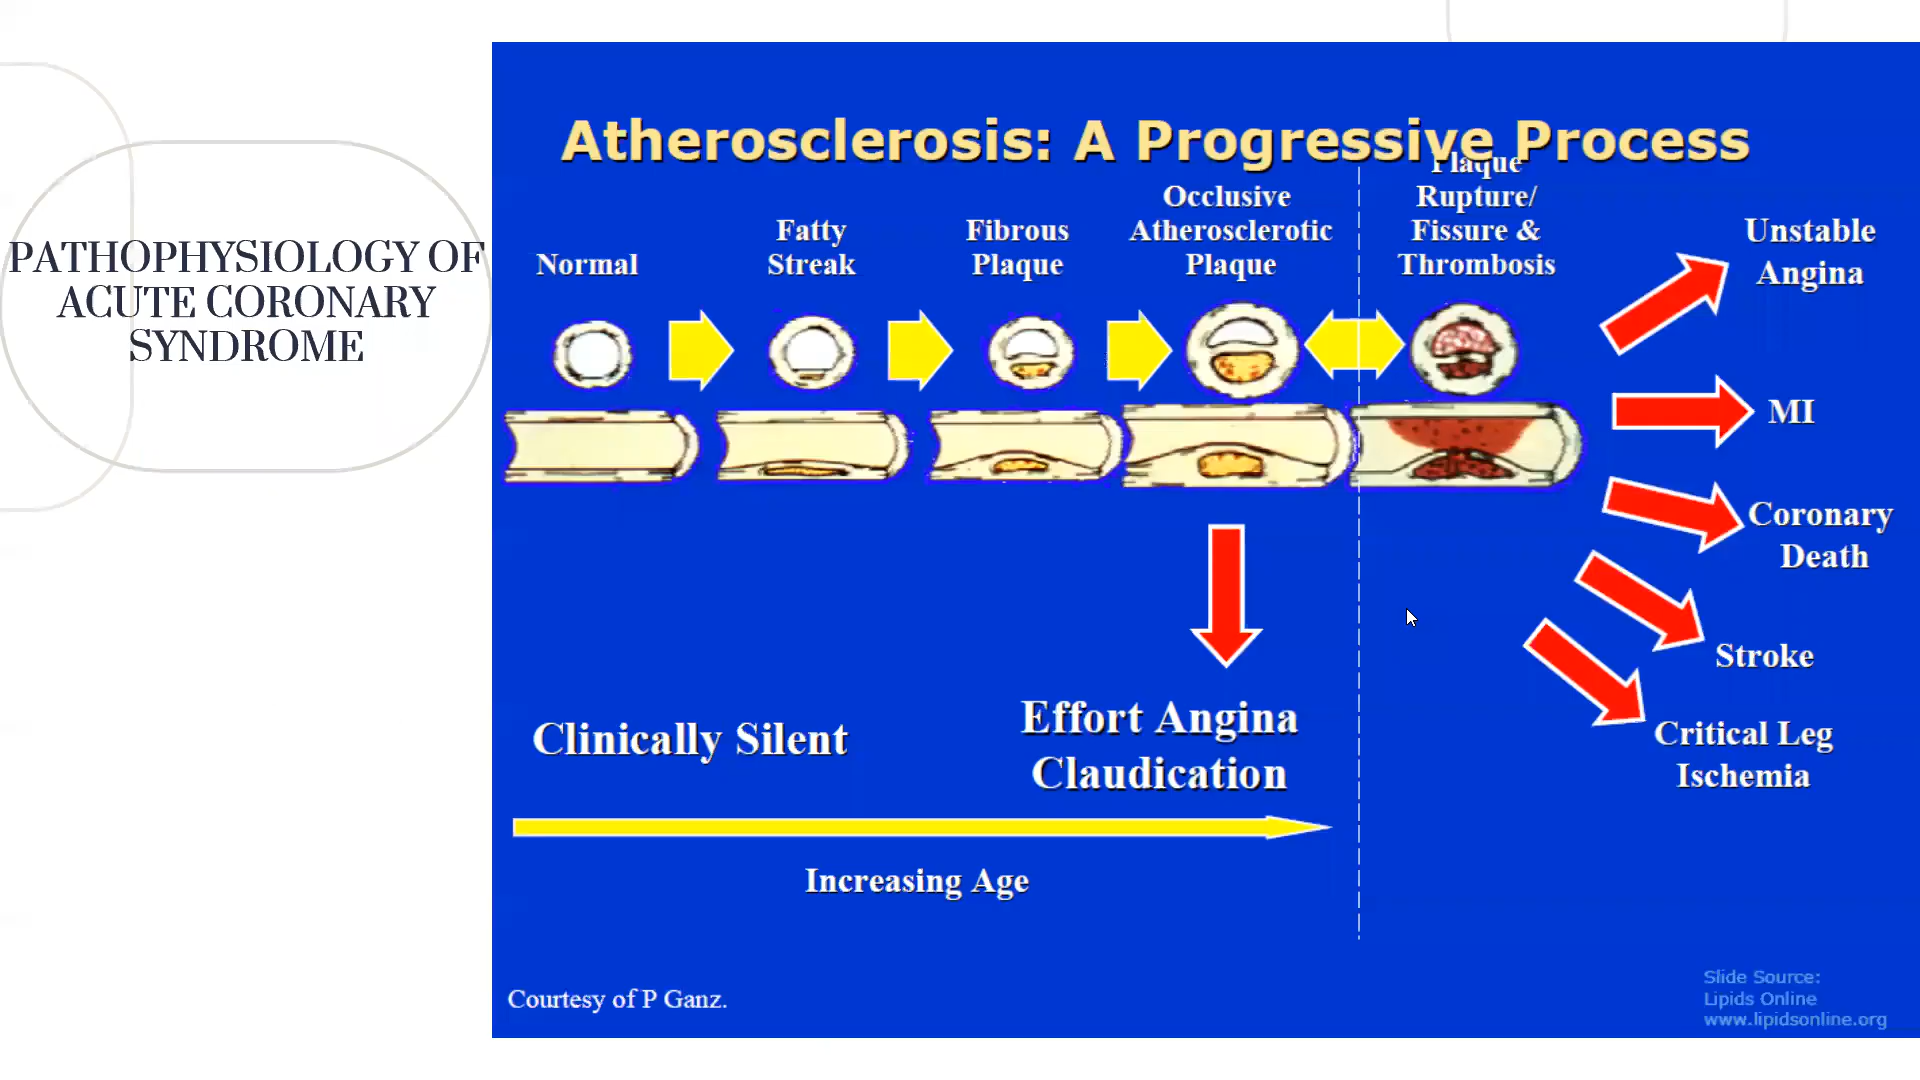 PATHOPHYSIOLOGY OF
ACUTE CORONARY
SYNDROME
Atherosclerosis: A Progressive Process
Normal
Fatty
Streak
Fibrous
Plaque
Occlusive
Atherosclerotic
Plaque
Plaque
Rupture/
Fissure &
Thrombosis
Unstable
Angina
MI
Coronary
Death
Stroke
Critical Leg
Ischemia
Clinically Silent
Effort Angina
Claudication
Increasing Age
Courtesy of P Ganz.
Slide Source:
Lipids Online
www.lipidsonline.org